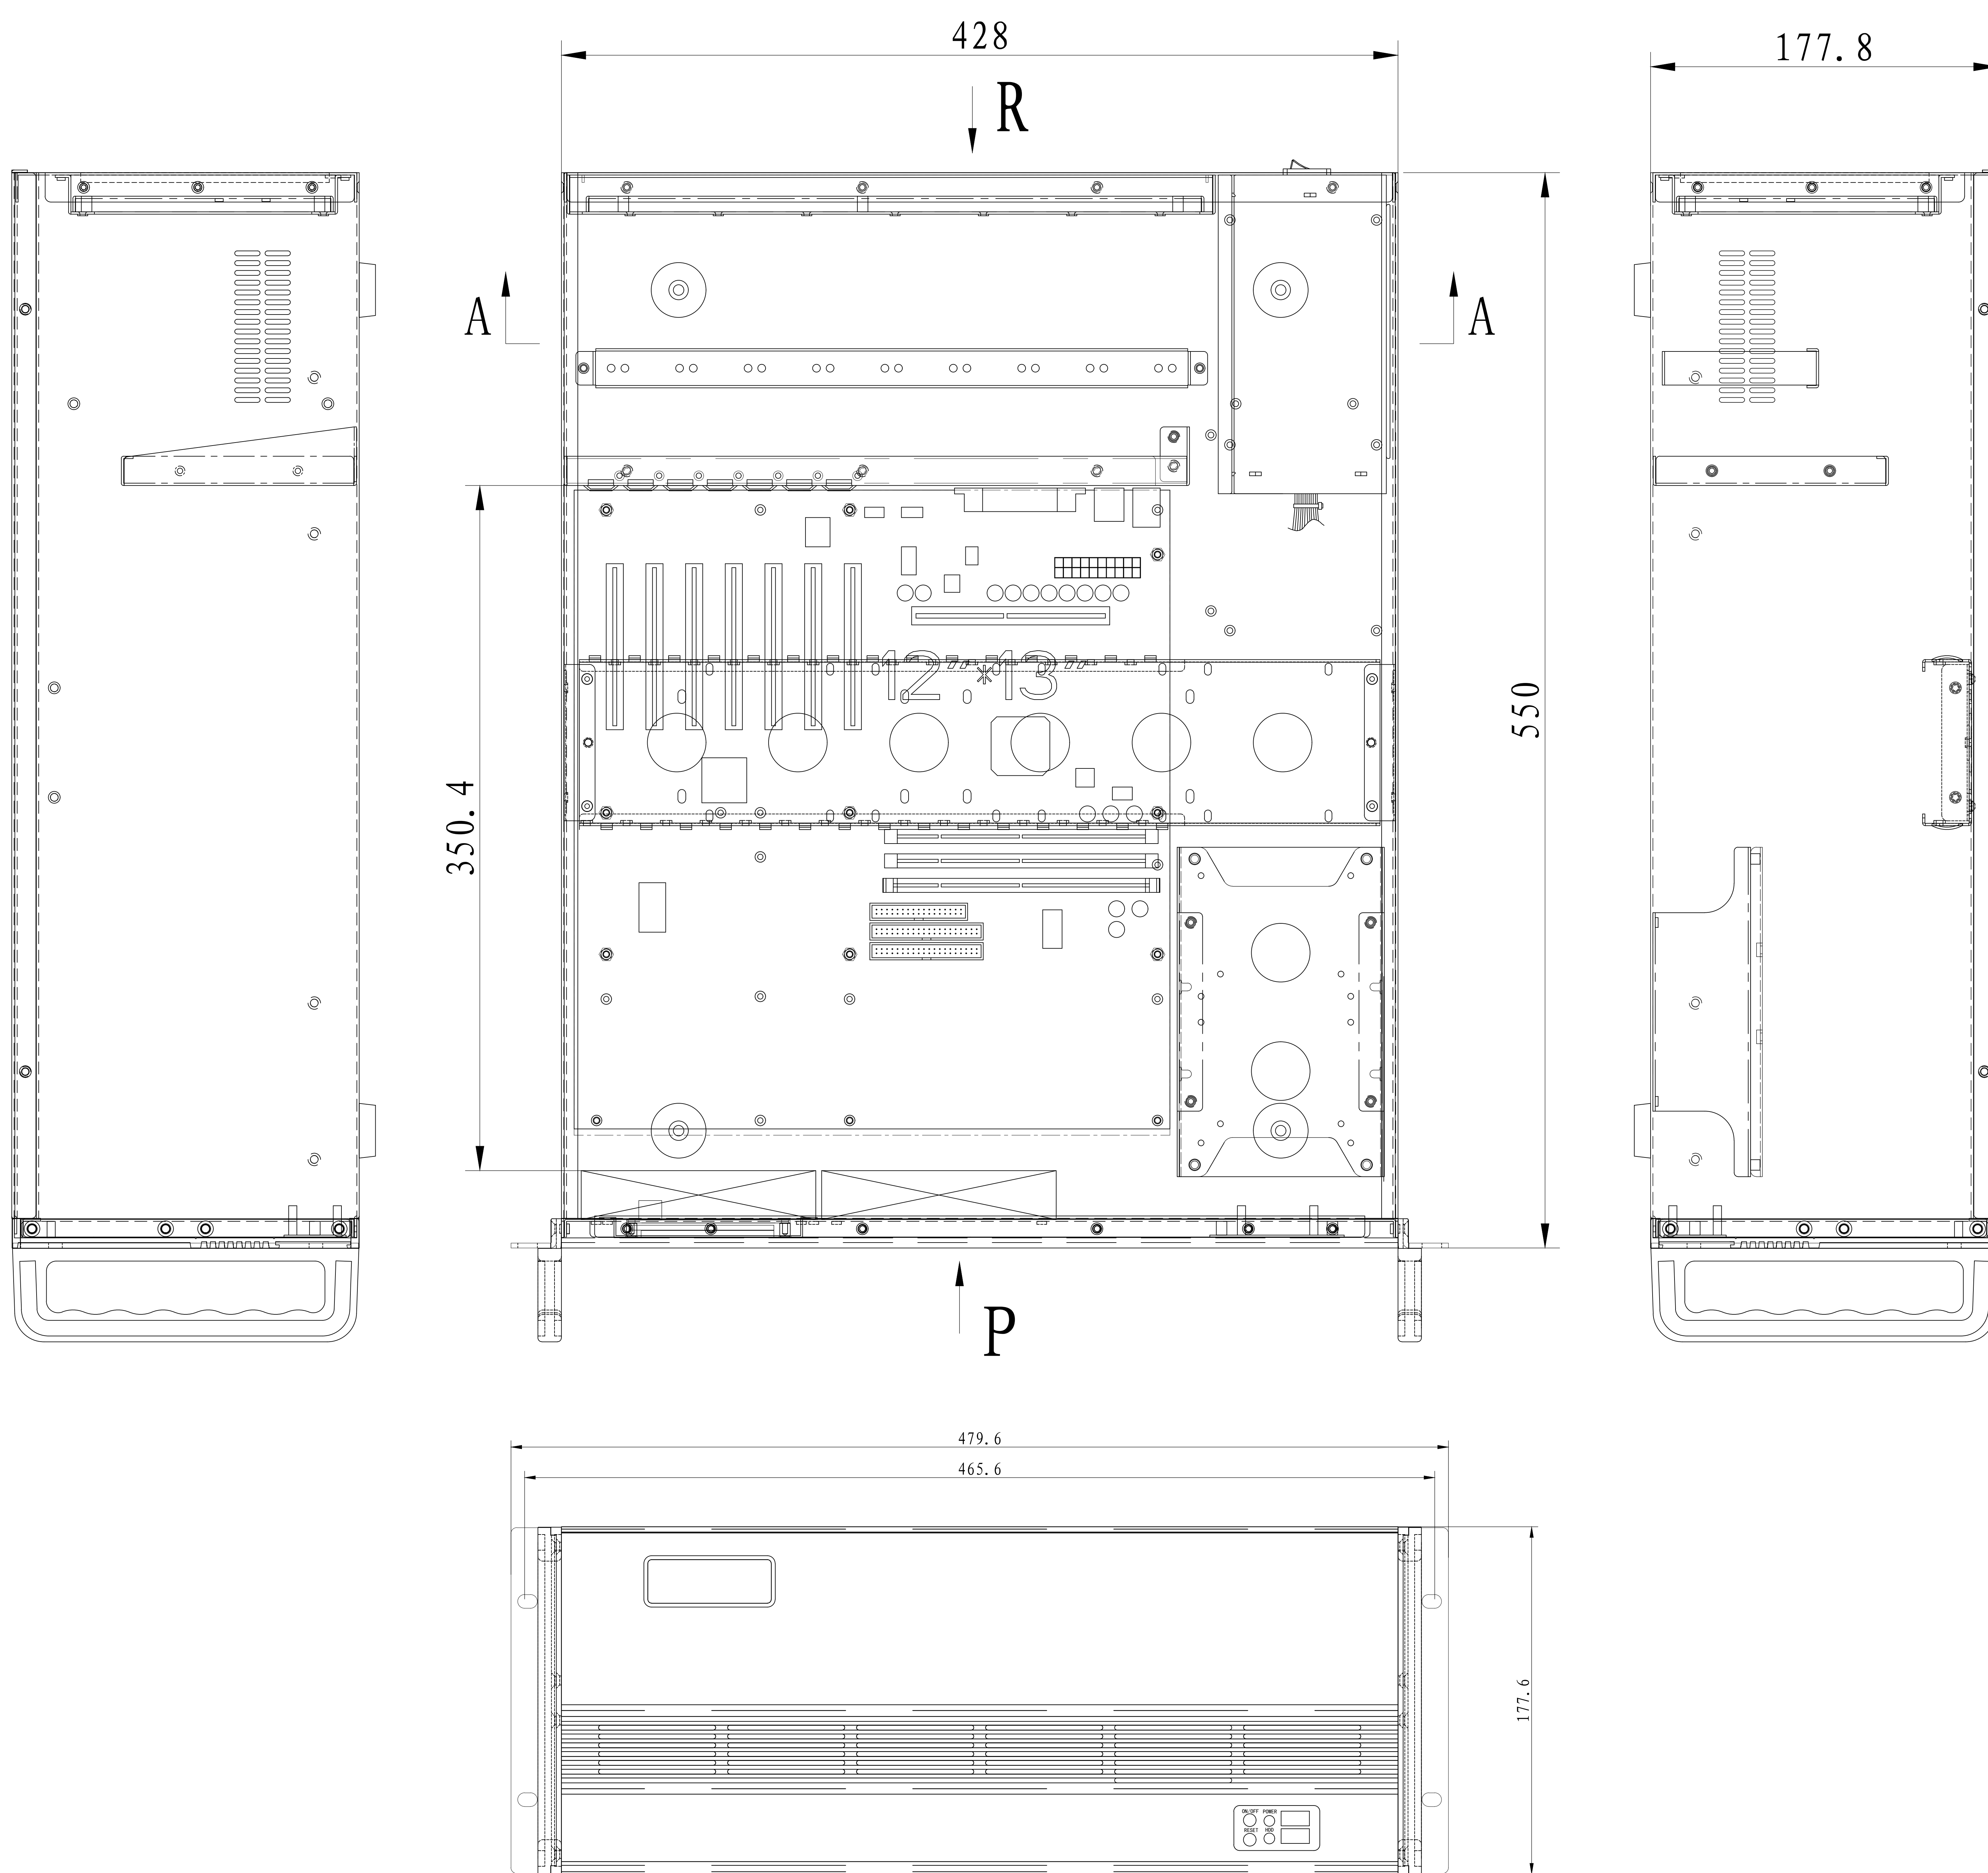 428
177.8
R
A
A
550
12"*13"
350.4
P
479.6
465.6
177.6
ON/OFF POWER
RESET HDD